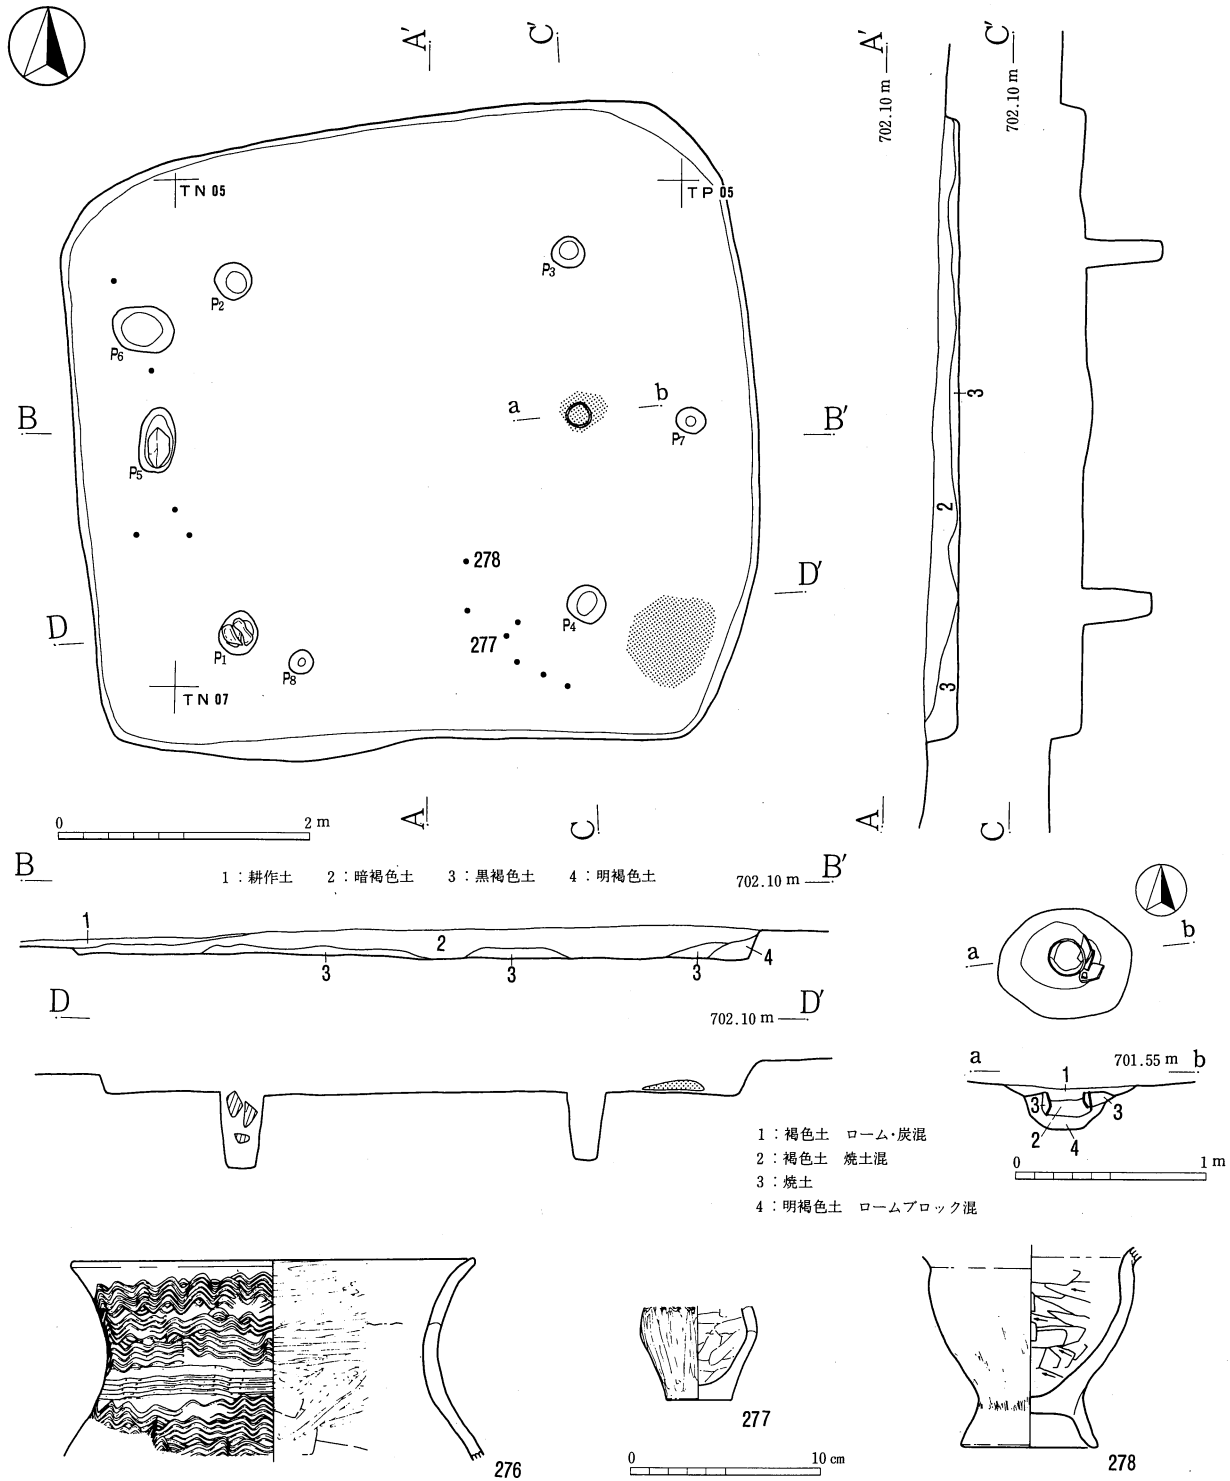 A′
C′
A′
C′
702.10 m
702.10 m
TN 05
TP 05
P3
P2
P6
B
a
b
B′
P7
P5
3
2
278
D′
D
P4
277
P1
P8
TN 07
3
0 2 m
A
C
A
C
B
1：耕作土 2：暗褐色土 3：黒褐色土 4：明褐色土
702.10 m
B′
1
2
3
3
3
4
a
b
D
702.10 m
D′
a
701.55 m
b
1
3
3
2
4
0 1 m
1：褐色土 ローム・炭混
2：褐色土 焼土混
3：焼土
4：明褐色土 ロームブロック混
276
277
0 10 cm
278